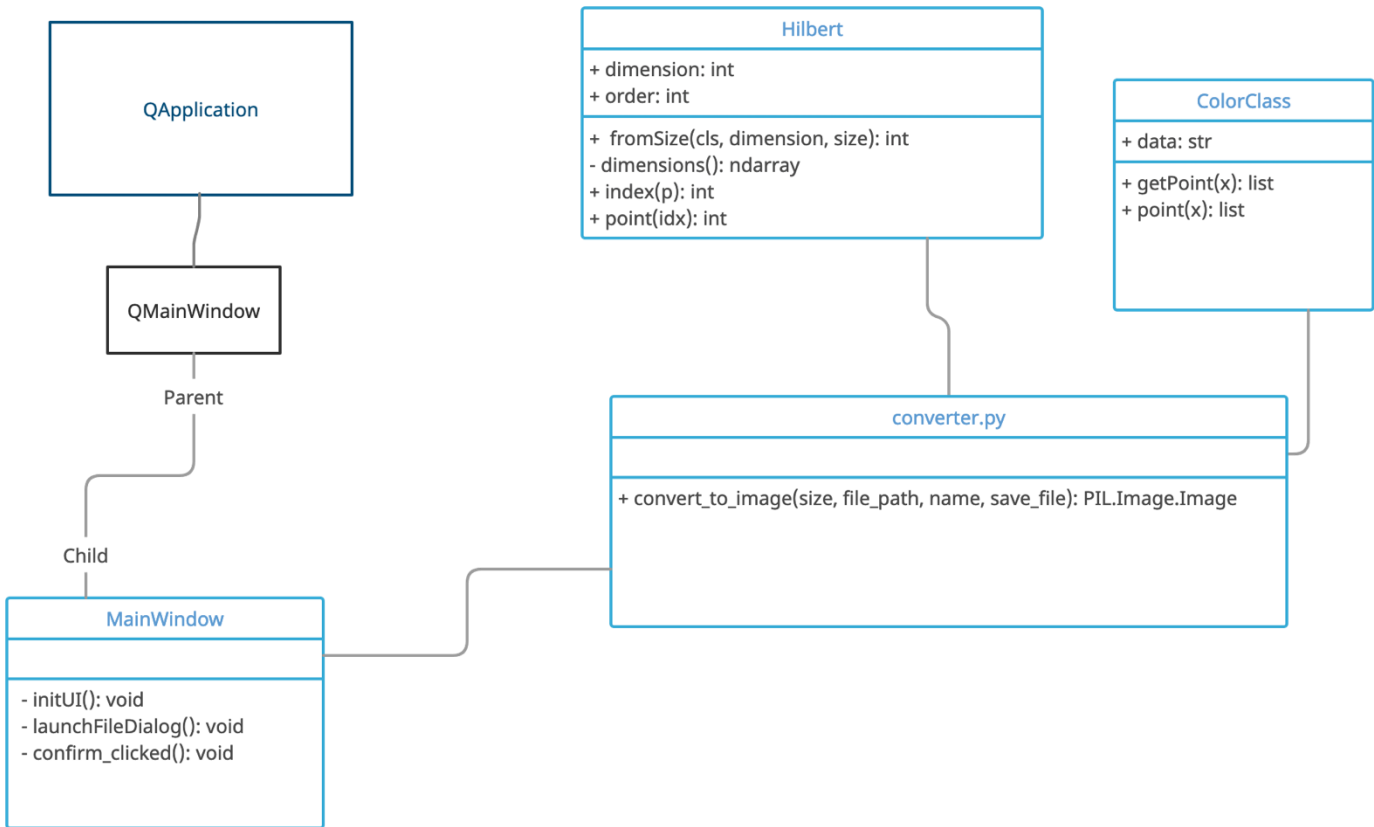 QApplication
QMainWindow
Parent
Child
MainWindow
- initUI(): void
- launchFileDialog(): void
- confirm_clicked(): void
Hilbert
+ dimension: int
+ order: int
+  fromSize(cls, dimension, size): int
- dimensions(): ndarray
+ index(p): int
+ point(idx): int
ColorClass
+ data: str
+ getPoint(x): list
+ point(x): list
converter.py
+ convert_to_image(size, file_path, name, save_file): PIL.Image.Image